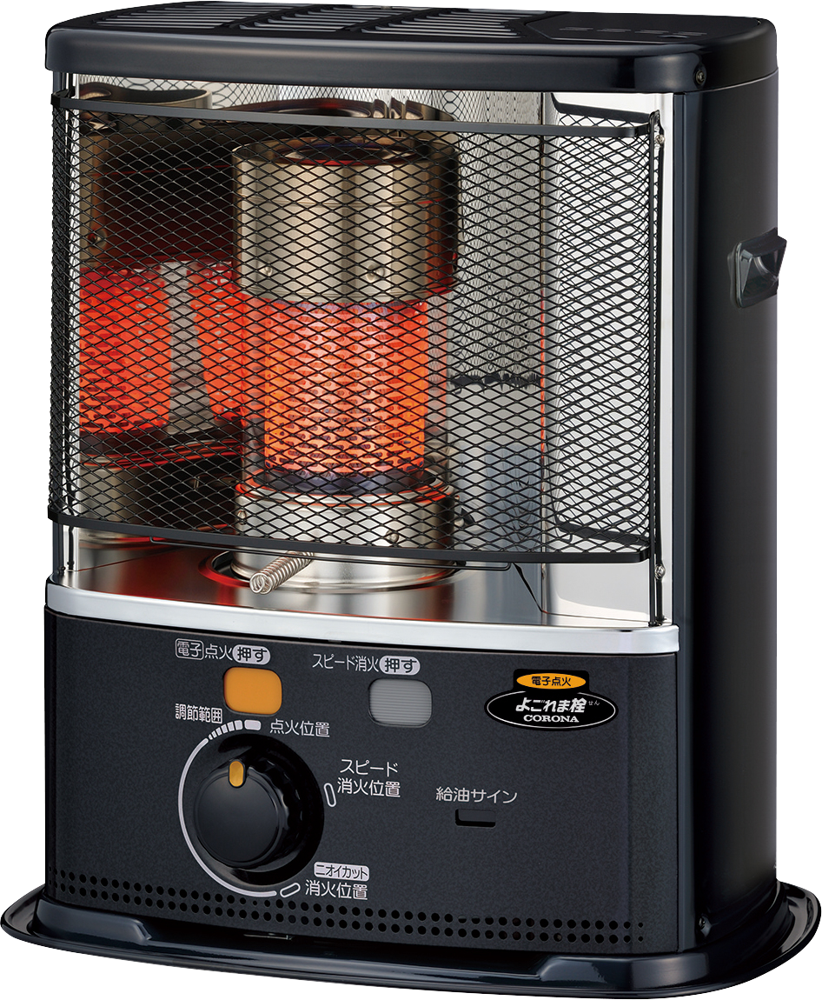 電子点火押す
スピード消火押す
電子点火
よごれま栓せん
CORONA
調節範囲
点火位置
スピード
消火位置
給油サイン
ニオイカット
消火位置